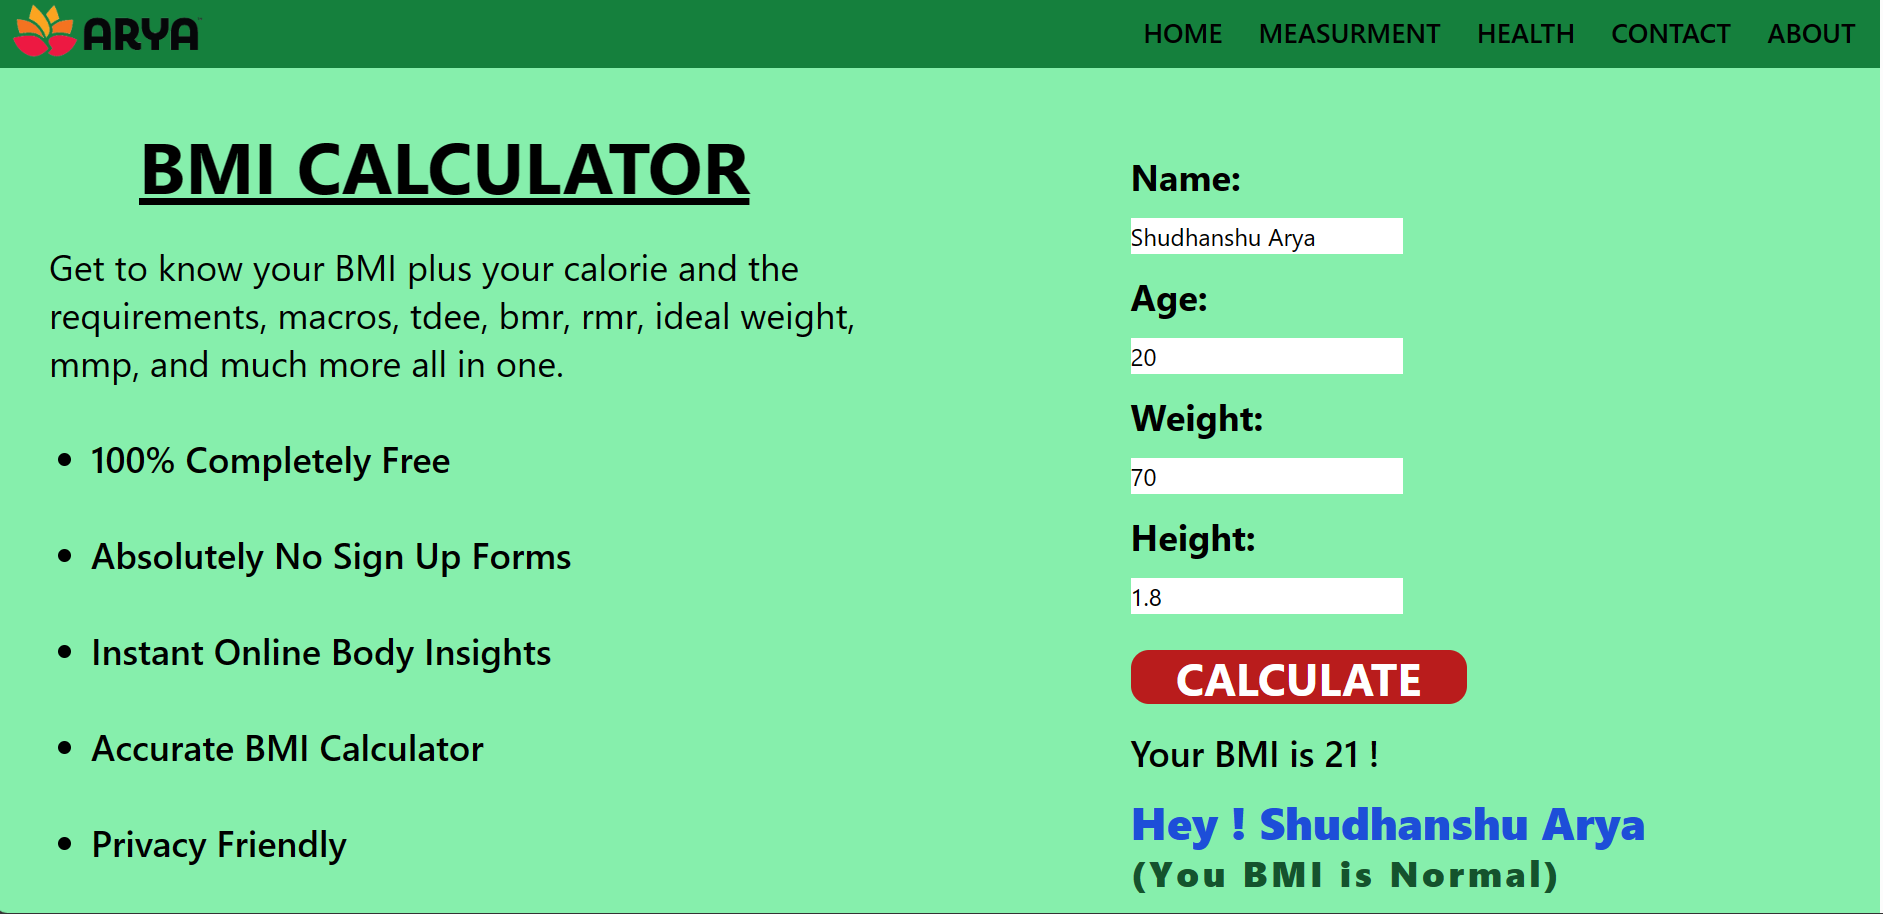 ARYA
HOME MEASURMENT HEALTH CONTACT ABOUT
BMI CALCULATOR
Get to know your BMI plus your calorie and the
requirements, macros, tdee, bmr, rmr, ideal weight,
mmp, and much more all in one.
• 100% Completely Free
• Absolutely No Sign Up Forms
• Instant Online Body Insights
• Accurate BMI Calculator
• Privacy Friendly
Name:
Shudhanshu Arya
Age:
20
Weight:
70
Height:
1.8
CALCULATE
Your BMI is 21 !
Hey ! Shudhanshu Arya
(You BMI is Normal)